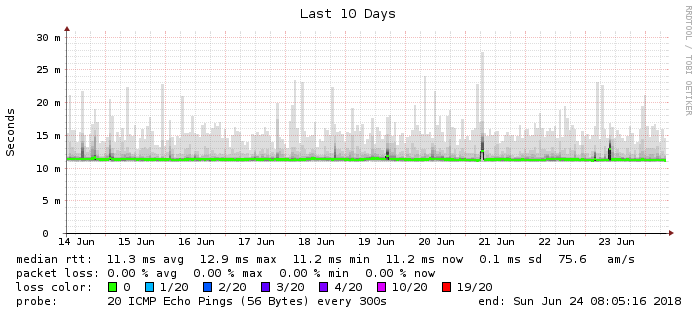 Last 10 Days
RRDTOOL / TOBI OETIKER
Seconds
30 m
25 m
20 m
15 m
10 m
5 m
0
14 Jun 15 Jun 16 Jun 17 Jun 18 Jun 19 Jun 20 Jun 21 Jun 22 Jun 23 Jun
median rtt: 11.3 ms avg 12.9 ms max 11.2 ms min 11.2 ms now 0.1 ms sd 75.6 am/s
packet loss: 0.00 % avg 0.00 % max 0.00 % min 0.00 % now
loss color: 0 1/20 2/20 3/20 4/20 10/20 19/20
probe: 20 ICMP Echo Pings (56 Bytes) every 300s end: Sun Jun 24 08:05:16 2018